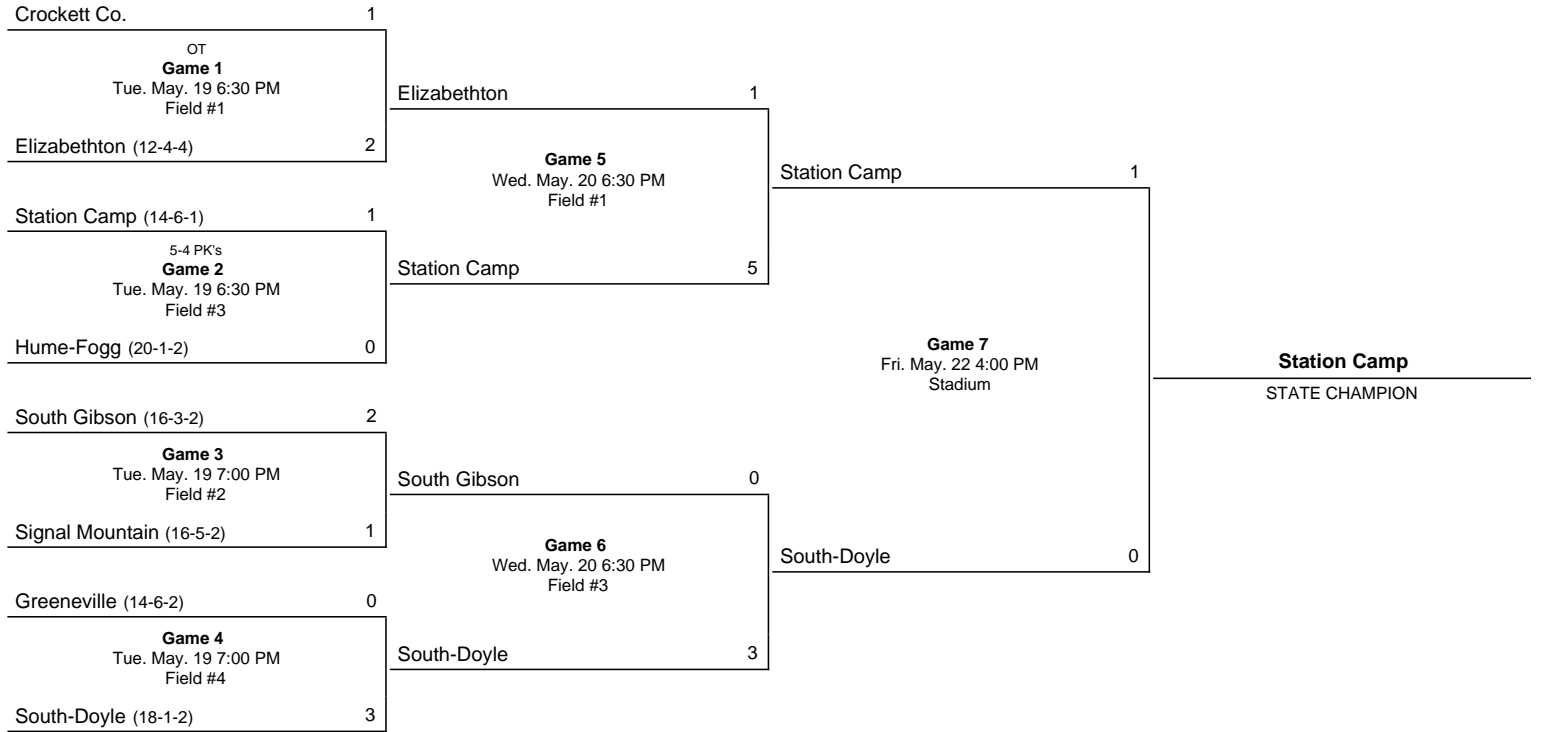 Crockett Co. 1
OT
Game 1
Tue. May. 19 6:30 PM
Field #1
Elizabethton (12-4-4) 2
Station Camp (14-6-1) 1
5-4 PK's
Game 2
Tue. May. 19 6:30 PM
Field #3
Hume-Fogg (20-1-2) 0
South Gibson (16-3-2) 2
Game 3
Tue. May. 19 7:00 PM
Field #2
Signal Mountain (16-5-2) 1
Greeneville (14-6-2) 0
Game 4
Tue. May. 19 7:00 PM
Field #4
South-Doyle (18-1-2) 3
Elizabethton 1
Game 5
Wed. May. 20 6:30 PM
Field #1
Station Camp 5
South Gibson 0
Game 6
Wed. May. 20 6:30 PM
Field #3
South-Doyle 3
Station Camp 1
Game 7
Fri. May. 22 4:00 PM
Stadium
South-Doyle 0
Station Camp
STATE CHAMPION